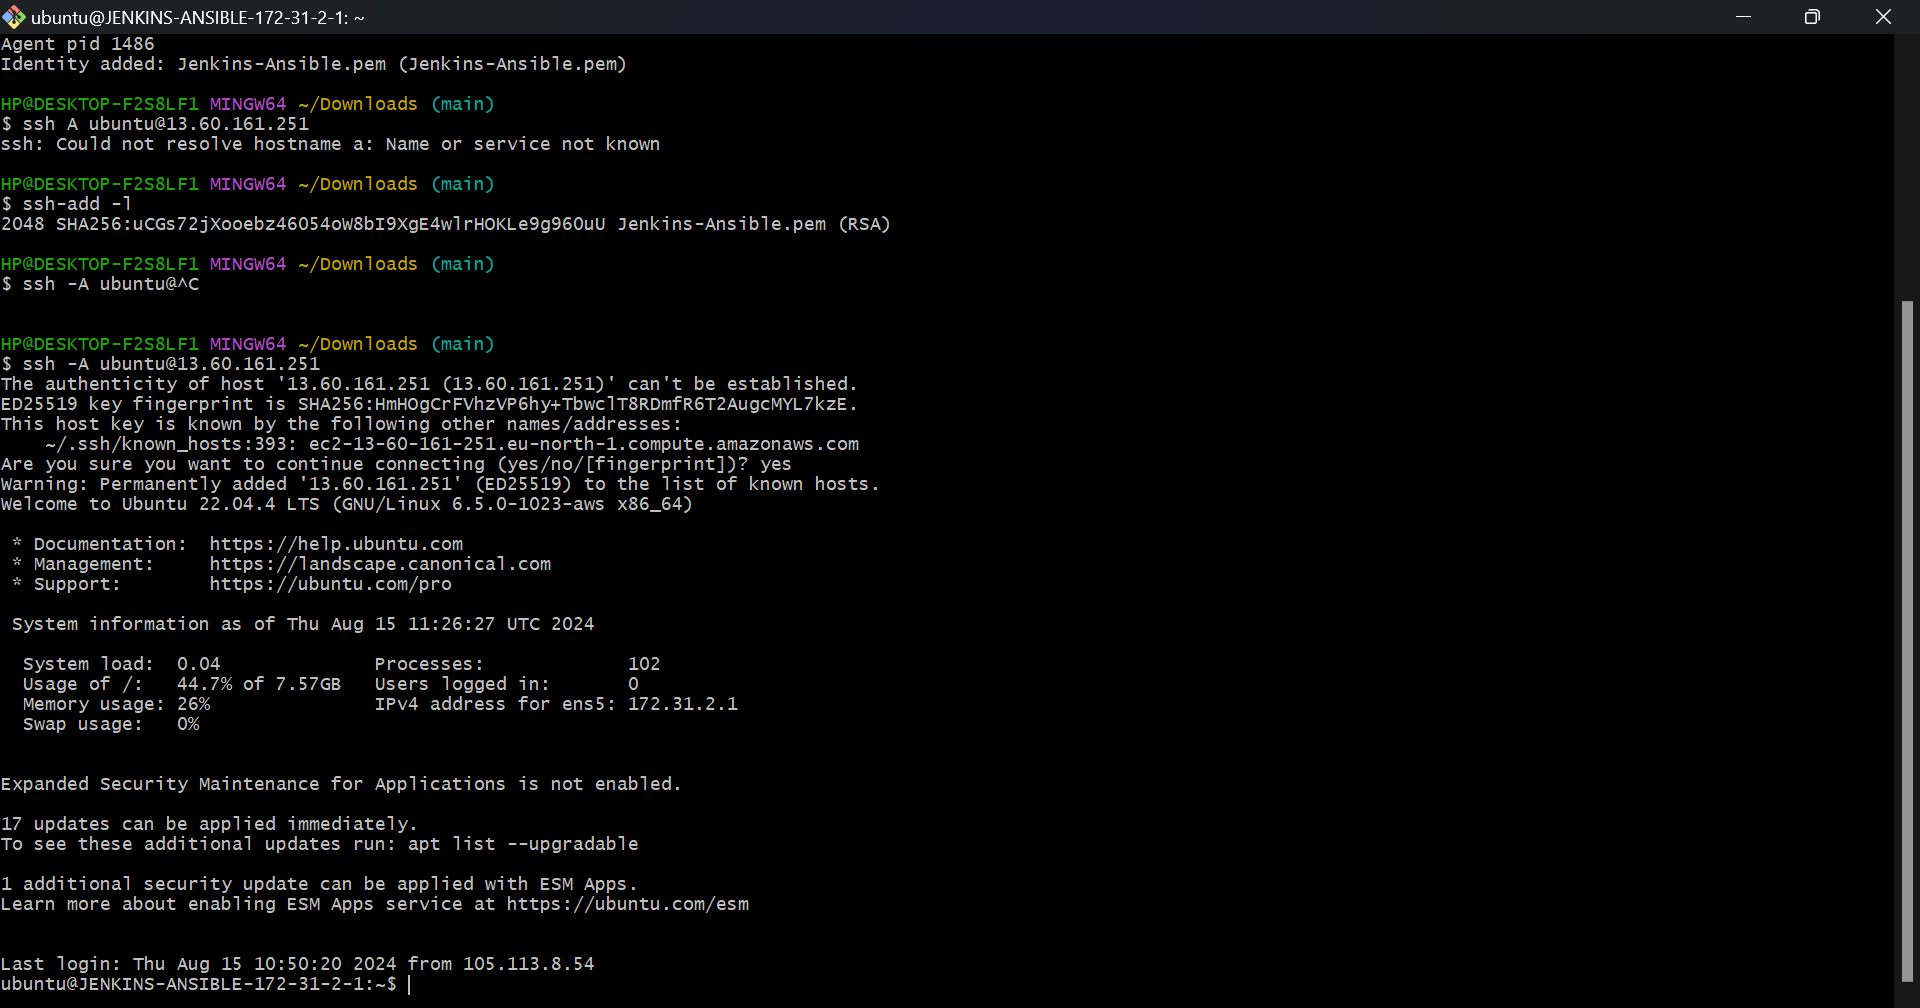 ubuntu@JENKINS-ANSIBLE-172-31-2-1: ~
Agent pid 1486
Identity added: Jenkins-Ansible.pem (Jenkins-Ansible.pem)
HP@DESKTOP-F2S8LF1 MINGW64 ~/Downloads (main)
$ ssh A ubuntu@13.60.161.251
ssh: Could not resolve hostname a: Name or service not known
HP@DESKTOP-F2S8LF1 MINGW64 ~/Downloads (main)
$ ssh-add -l
2048 SHA256:uCGs72jXooebz46054oW8bI9XgE4wlrHOKLe9g960uU Jenkins-Ansible.pem (RSA)
HP@DESKTOP-F2S8LF1 MINGW64 ~/Downloads (main)
$ ssh -A ubuntu@^C
HP@DESKTOP-F2S8LF1 MINGW64 ~/Downloads (main)
$ ssh -A ubuntu@13.60.161.251
The authenticity of host '13.60.161.251 (13.60.161.251)' can't be established.
ED25519 key fingerprint is SHA256:HmHOgCrFVhzVP6hy+TbwclT8RDmfR6T2AugcMYL7kzE.
This host key is known by the following other names/addresses:
    ~/.ssh/known_hosts:393: ec2-13-60-161-251.eu-north-1.compute.amazonaws.com
Are you sure you want to continue connecting (yes/no/[fingerprint])? yes
Warning: Permanently added '13.60.161.251' (ED25519) to the list of known hosts.
Welcome to Ubuntu 22.04.4 LTS (GNU/Linux 6.5.0-1023-aws x86_64)
 * Documentation:  https://help.ubuntu.com
 * Management:     https://landscape.canonical.com
 * Support:        https://ubuntu.com/pro
 System information as of Thu Aug 15 11:26:27 UTC 2024
  System load:  0.04              Processes:             102
  Usage of /:   44.7% of 7.57GB   Users logged in:       0
  Memory usage: 26%               IPv4 address for ens5: 172.31.2.1
  Swap usage:   0%
Expanded Security Maintenance for Applications is not enabled.
17 updates can be applied immediately.
To see these additional updates run: apt list --upgradable
1 additional security update can be applied with ESM Apps.
Learn more about enabling ESM Apps service at https://ubuntu.com/esm
Last login: Thu Aug 15 10:50:20 2024 from 105.113.8.54
ubuntu@JENKINS-ANSIBLE-172-31-2-1:~$